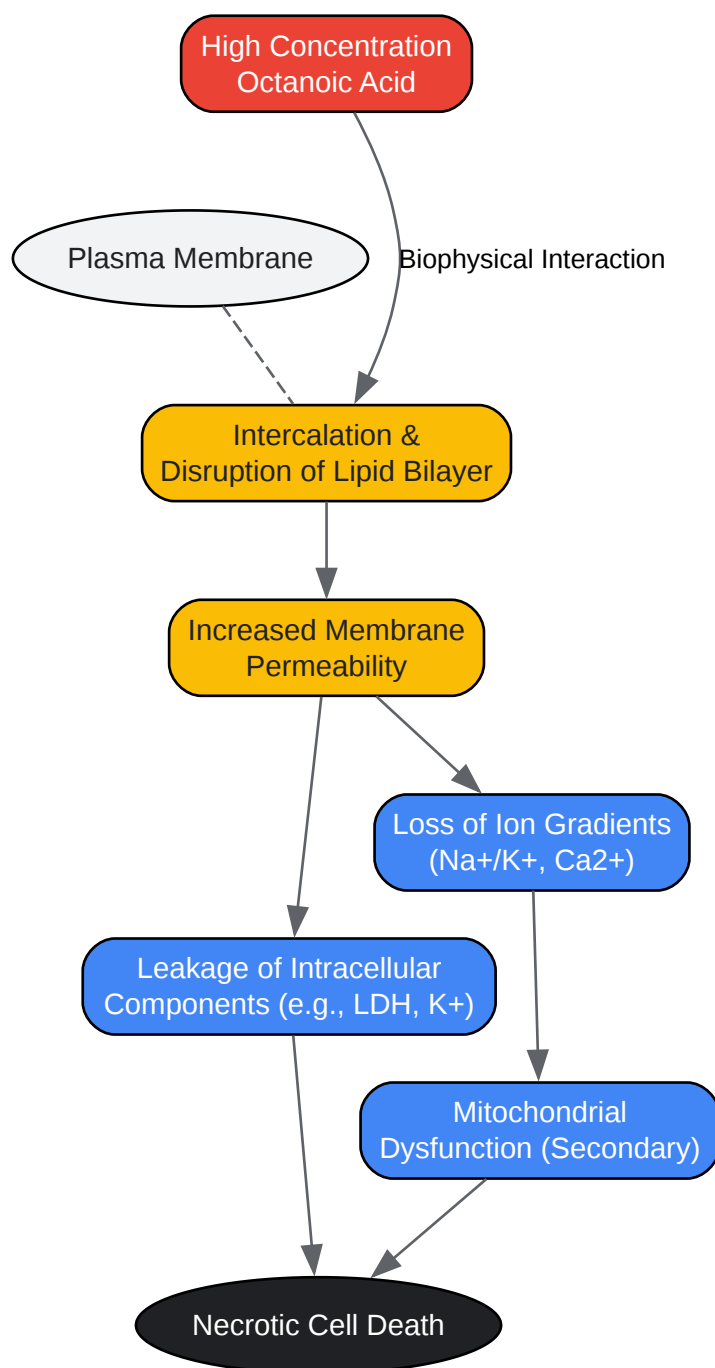 High Concentration
Octanoic Acid
Plasma Membrane
Biophysical Interaction
Intercalation &
Disruption of Lipid Bilayer
Increased Membrane
Permeability
Loss of Ion Gradients
(Na+/K+, Ca2+)
Leakage of Intracellular
Components (e.g., LDH, K+)
Mitochondrial
Dysfunction (Secondary)
Necrotic Cell Death